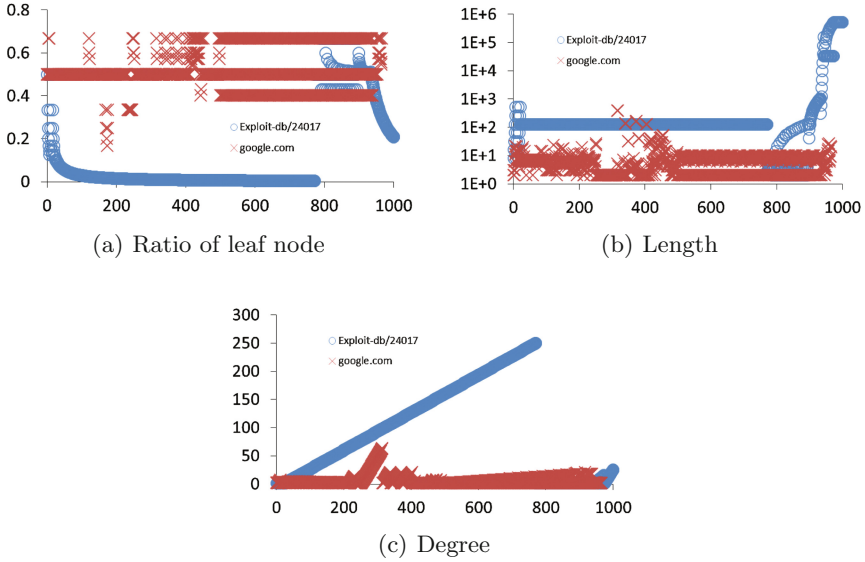 0.8
0.6
0.4
0.2
0
0 200 400 600 800 1000
Exploit-db/24017
google.com
(a) Ratio of leaf node
1E+6
1E+5
1E+4
1E+3
1E+2
1E+1
1E+0
0 200 400 600 800 1000
Exploit-db/24017
google.com
(b) Length
300
250
200
150
100
50
0
0 200 400 600 800 1000
Exploit-db/24017
google.com
(c) Degree